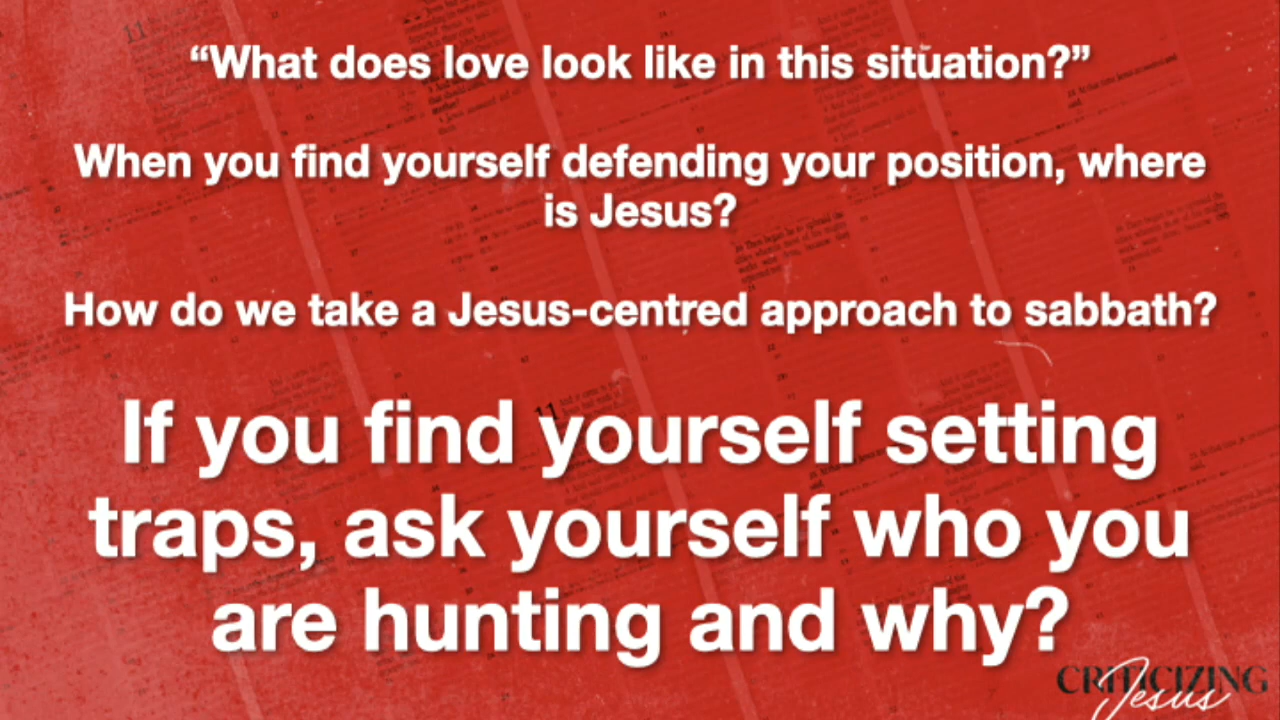 “What does love look like in this situation?”
When you find yourself defending your position, where
is Jesus?
How do we take a Jesus-centred approach to sabbath?
If you find yourself setting
traps, ask yourself who you
are hunting and why?
CRITICIZING
Jesus